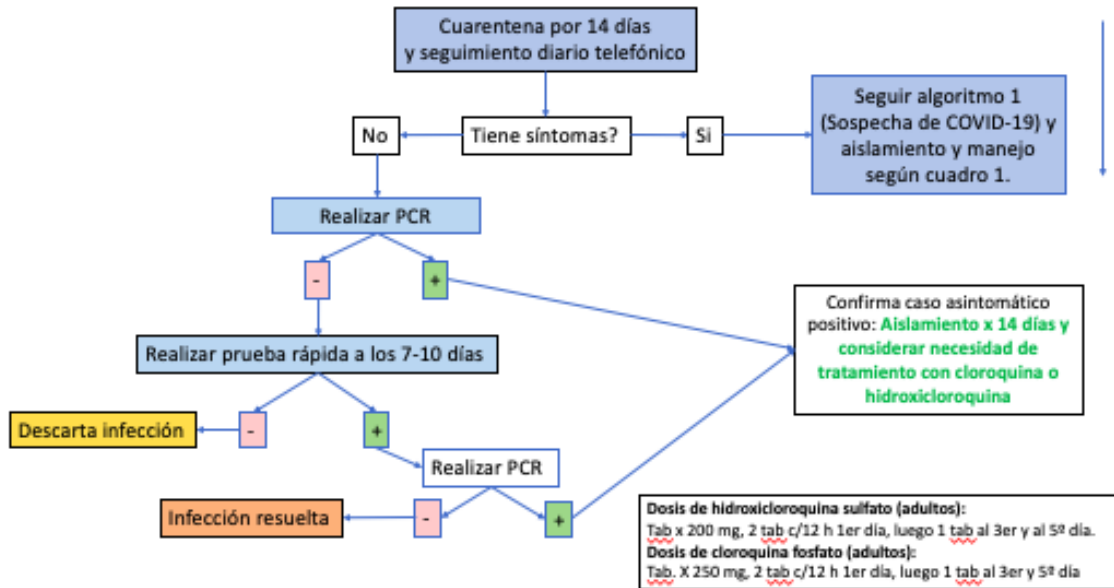 Cuarentena por 14 días
y seguimiento diario telefónico
No
Tiene síntomas?
Si
Seguir algoritmo 1
(Sospecha de COVID-19) y
aislamiento y manejo
según cuadro 1.
Realizar PCR
-
+
Realizar prueba rápida a los 7-10 días
Confirma caso asintomático
positivo: Aislamiento x 14 días y
considerar necesidad de
tratamiento con cloroquina o
hidroxicloroquina
Descarta infección
-
+
Realizar PCR
Infección resuelta
-
+
Dosis de hidroxicloroquina sulfato (adultos):
Tab x 200 mg, 2 tab c/12 h 1er día, luego 1 tab al 3er y al 5º día.
Dosis de cloroquina fosfato (adultos):
Tab. X 250 mg, 2 tab c/12 h 1er día, luego 1 tab al 3er y 5º día